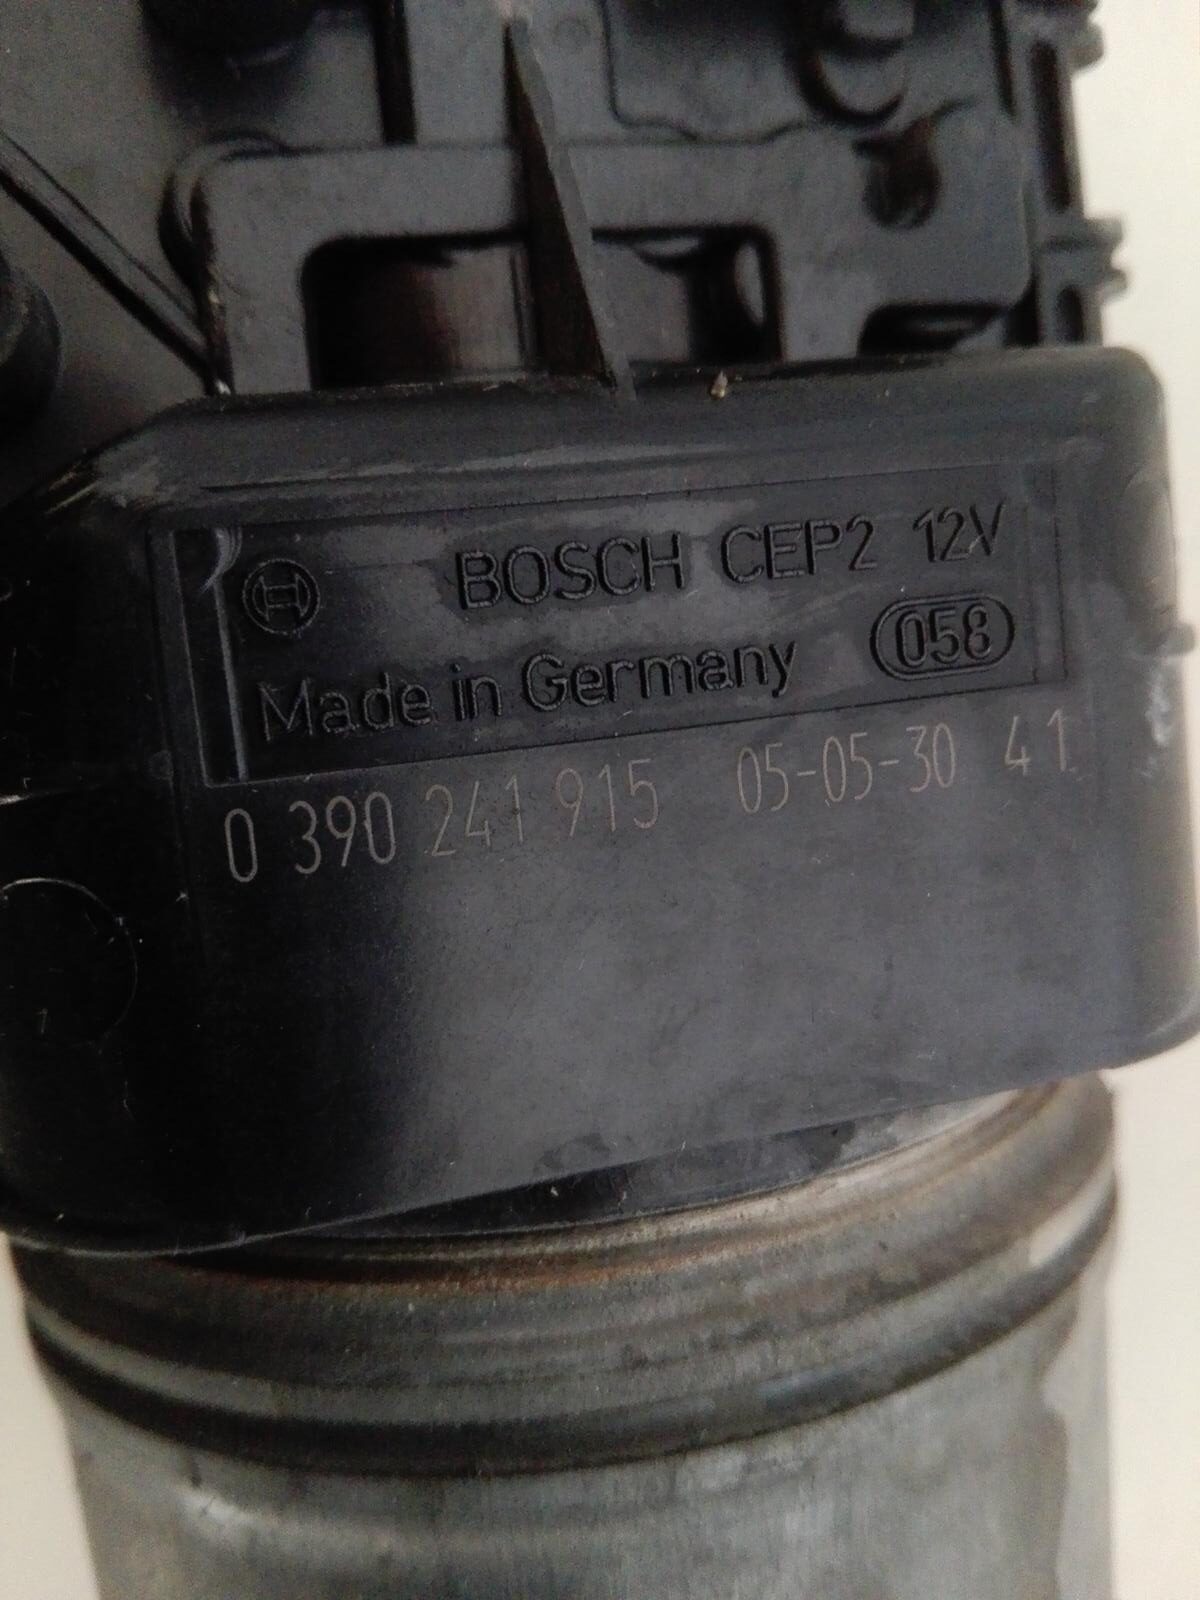 BOSCH CEP2 12V
Made in Germany 058
0 390 241 915 05-05-30 41